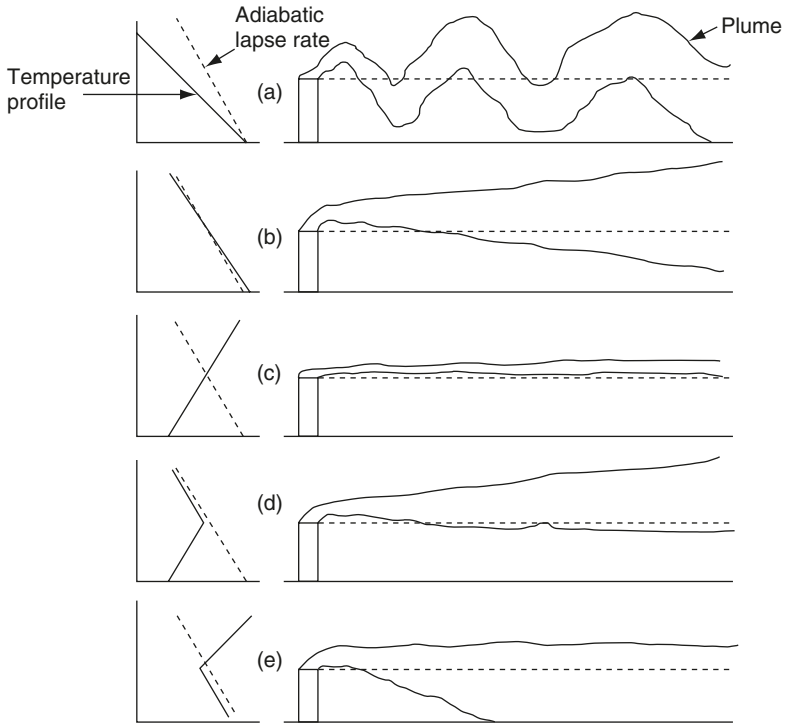 Adiabatic
lapse rate
Plume
Temperature
profile
(a)
(b)
(c)
(d)
(e)